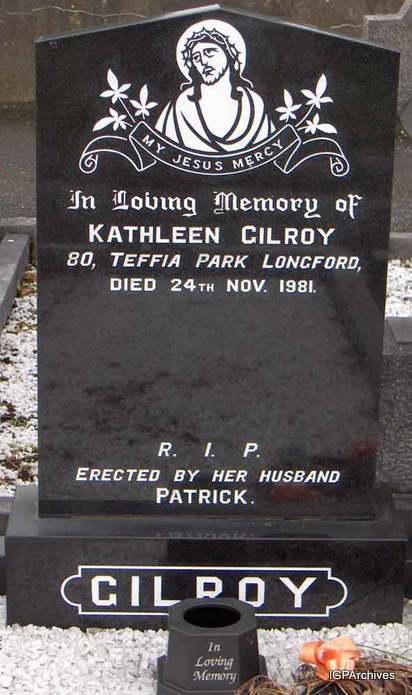 MY JESUS MERCY
In Loving Memory of
KATHLEEN GILROY
80, TEFFIA PARK LONGFORD,
DIED 24TH NOV. 1981.
R. I. P.
ERECTED BY HER HUSBAND
PATRICK.
GILROY
In
Loving
Memory
IGPArchives